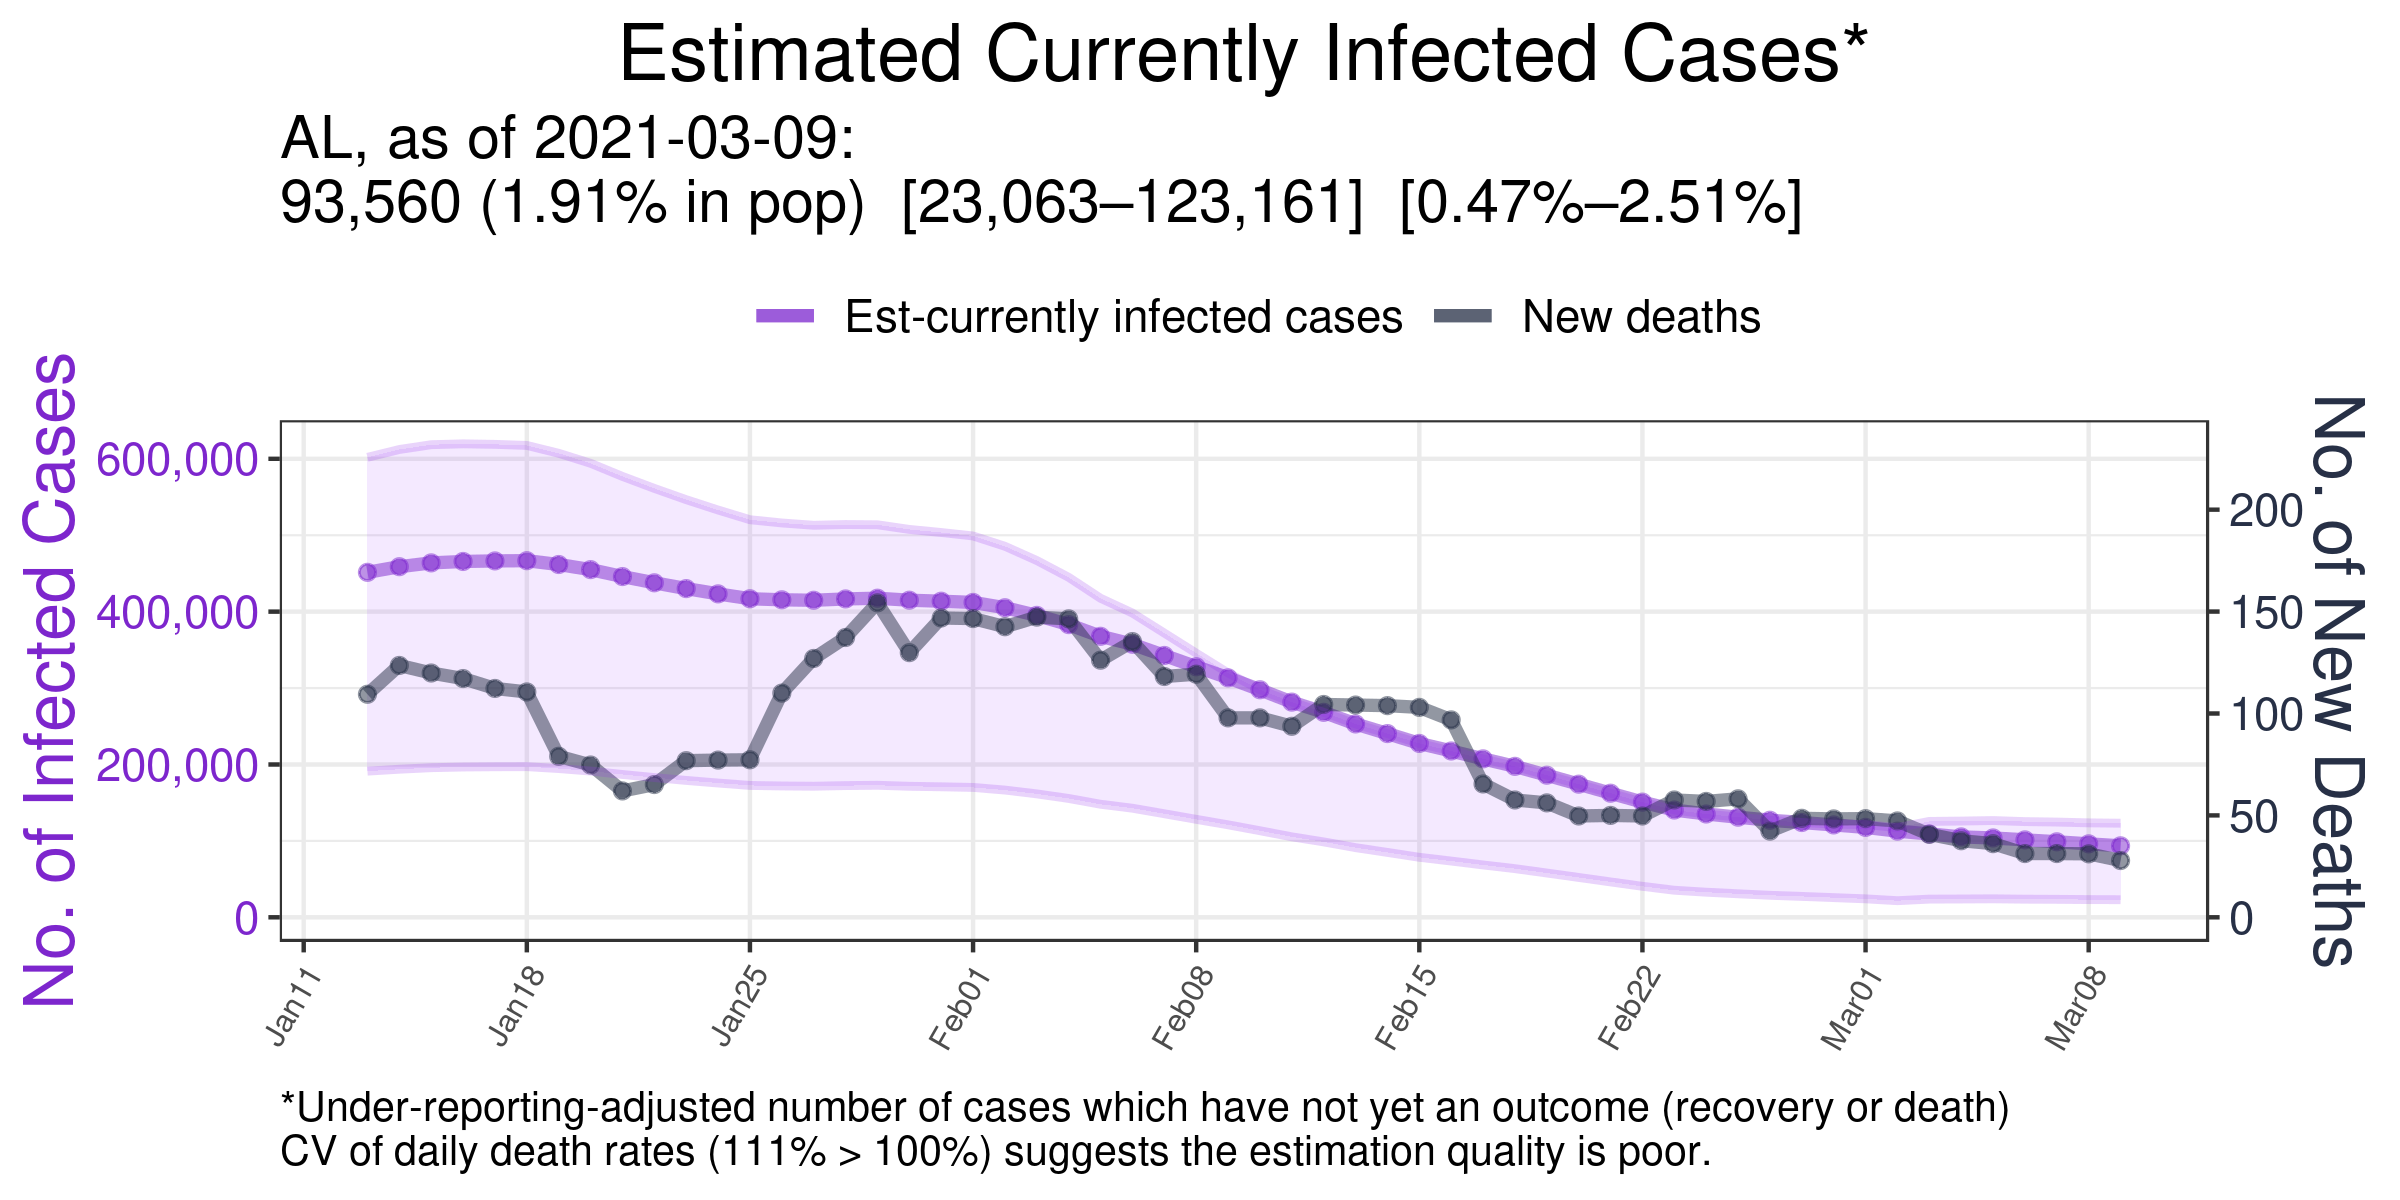 Estimated Currently Infected Cases*
AL, as of 2021-03-09:
93,560 (1.91% in pop)  [23,063–123,161]  [0.47%–2.51%]
Est-currently infected cases
New deaths
No. of Infected Cases
600,000
400,000
200,000
0
No. of New Deaths
200
150
100
50
0
Jan11
Jan18
Jan25
Feb01
Feb08
Feb15
Feb22
Mar01
Mar08
*Under-reporting-adjusted number of cases which have not yet an outcome (recovery or death)
CV of daily death rates (111% > 100%) suggests the estimation quality is poor.